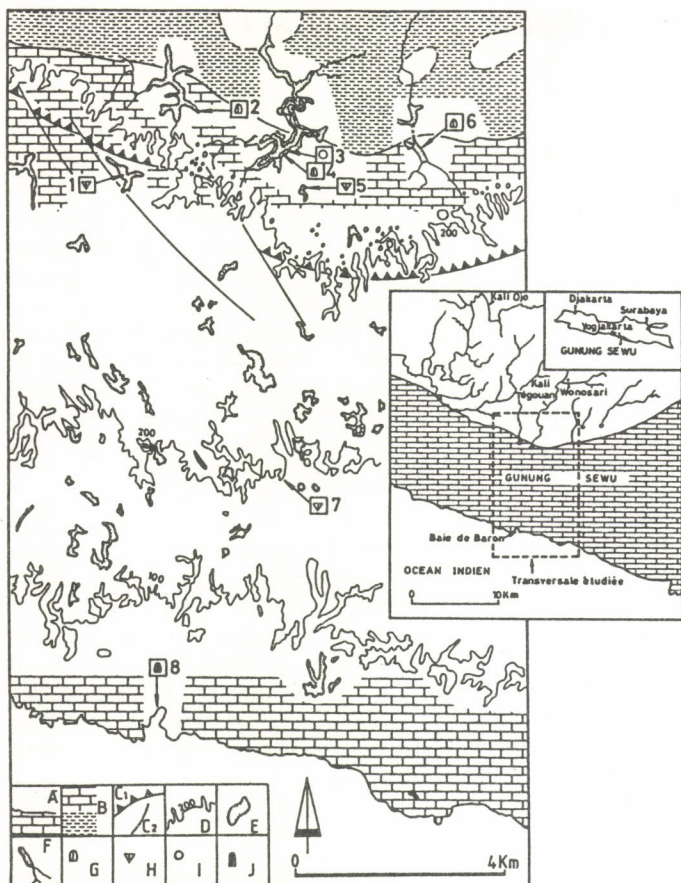 2
3
4
6
1
5
200
Kali Ojo
Djakarta
Surabaya
Yogjakarta
GUNUNG SEWU
Kali
égouan
Wonosari
GUNUNG SEWU
Baie de Baron
OCEAN INDIEN
Transversale étudiée
0 10Km
200
7
100
8
A B C1 C2 200 D E
F G H I J
0 4Km